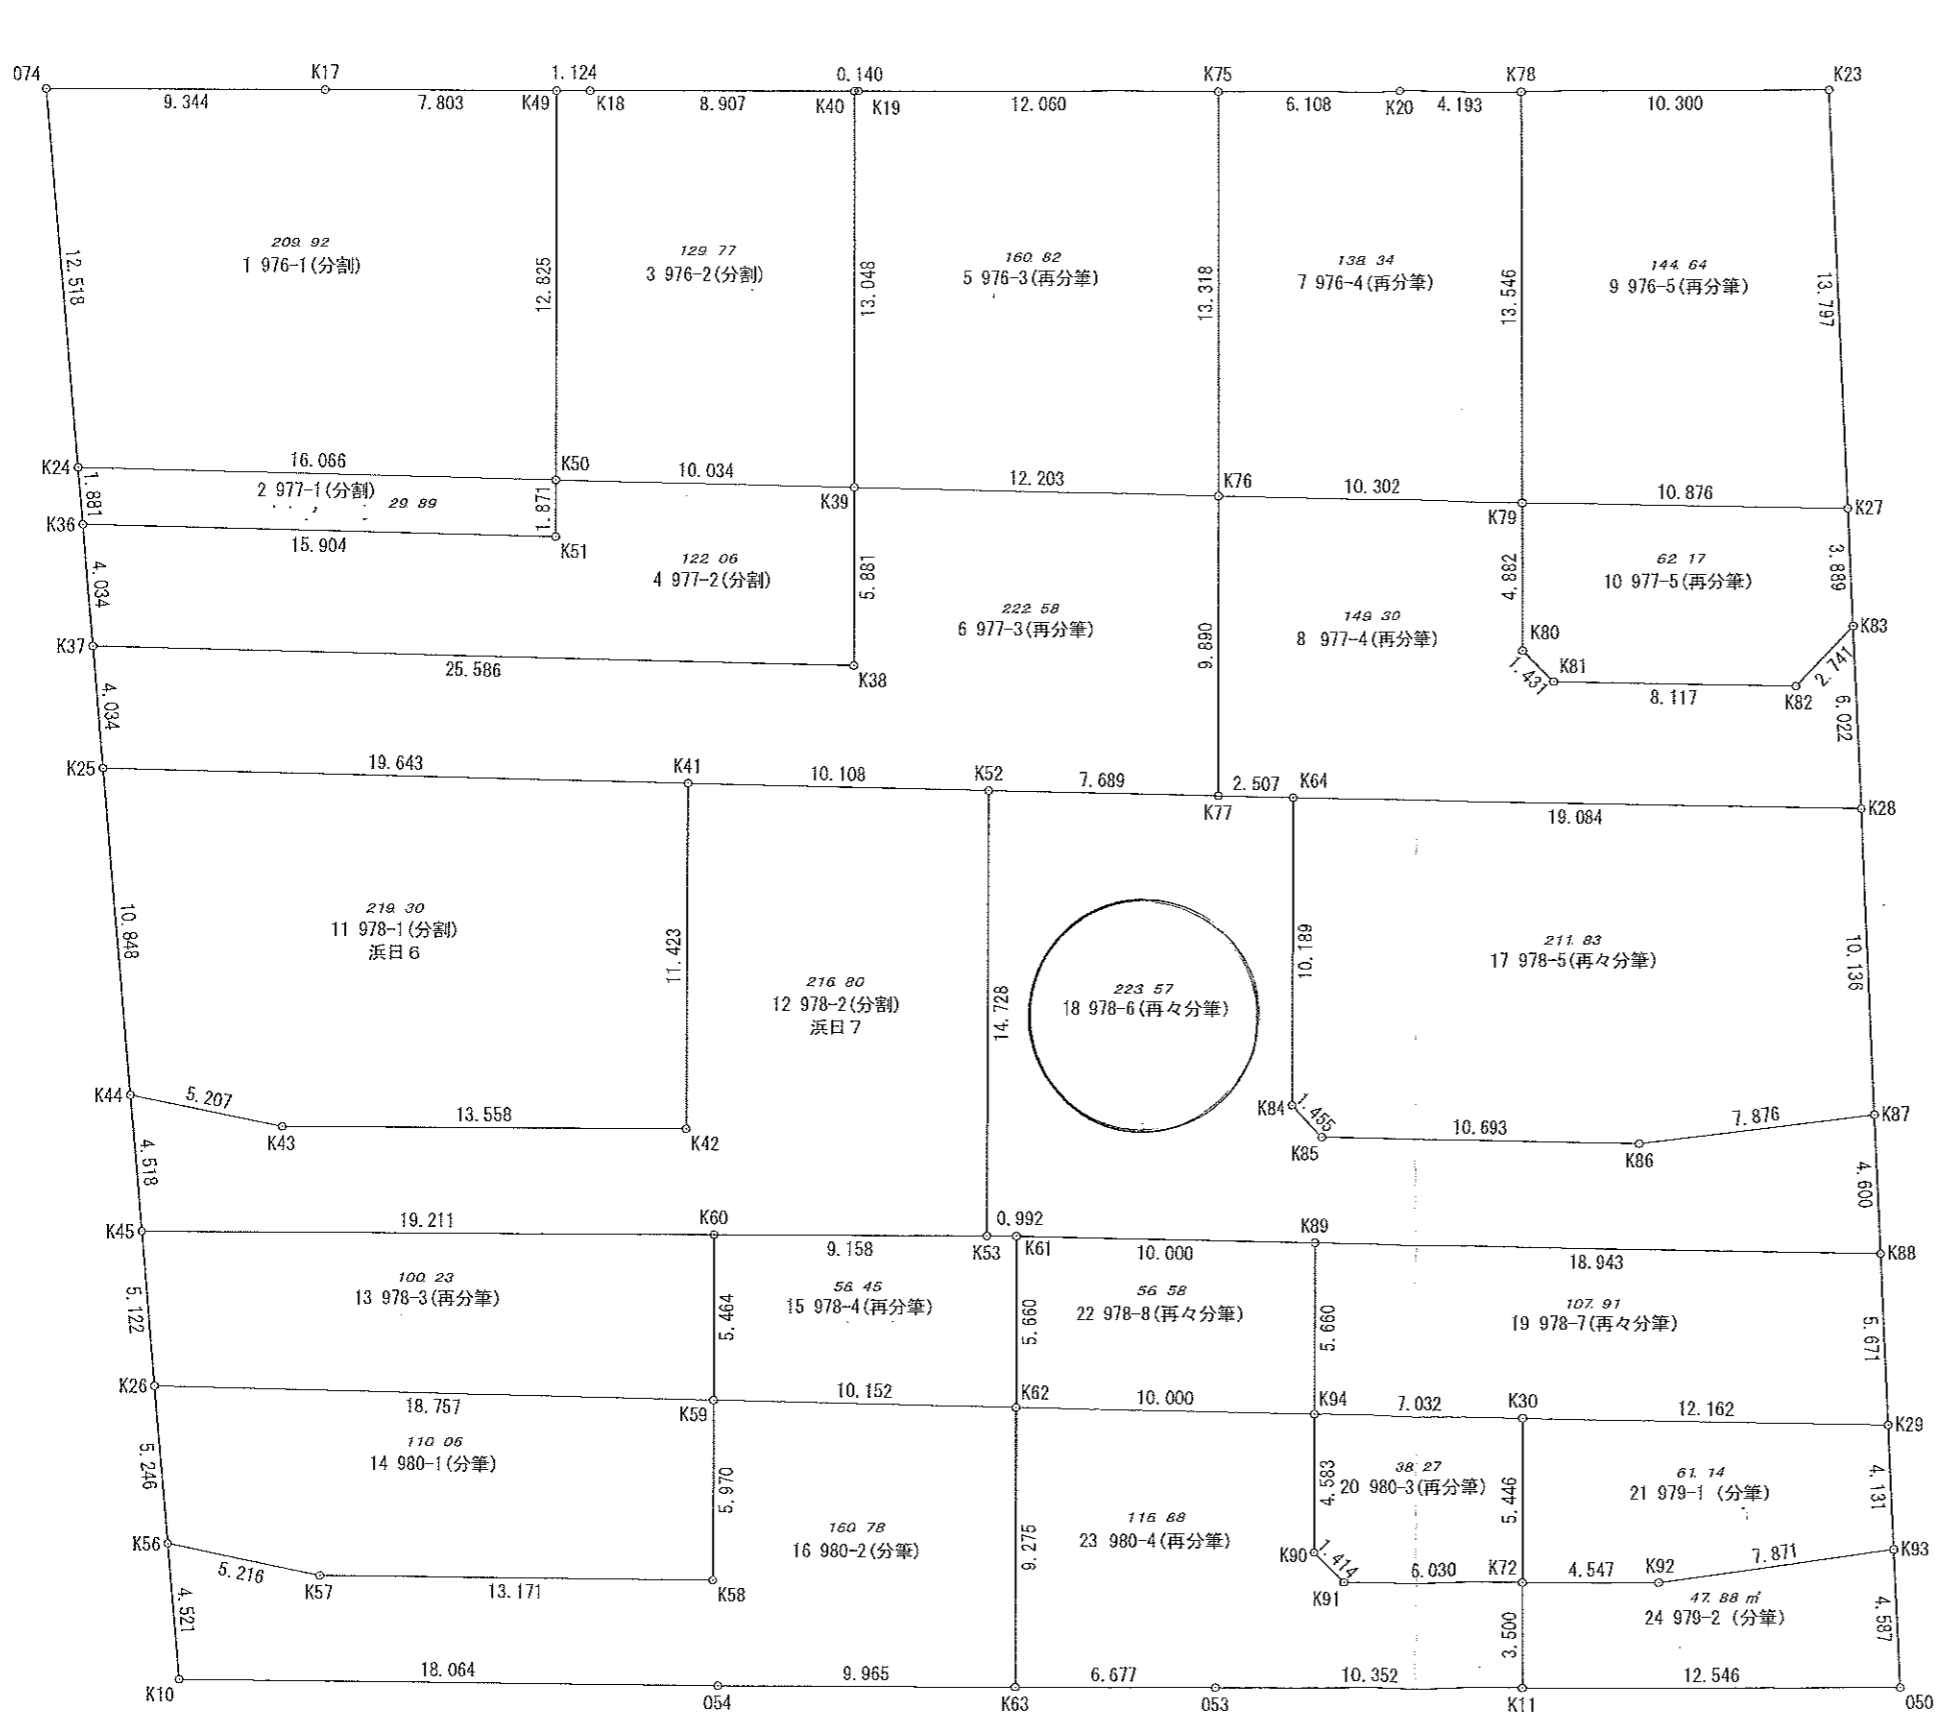 074 K17 1.124 0.140 K75 K78 K23
9.344 7.803 K49 K18 8.907 K40 K19 12.060 6.108 K20 4.193 10.300
209.92
1 976-1(分割)
129.77
3 976-2(分割)
160.82
5 976-3(再分筆)
138.34
7 976-4(再分筆)
144.64
9 976-5(再分筆)
12.518 12.825 13.048 13.318 13.546 13.797
K24 16.066 K50 10.034 K39 12.203 K76 10.302 K79 10.876 K27
1.881
2 977-1(分割) 29.89
1.871
K36 15.904 K51
122.06
4 977-2(分割)
5.881
222.58
6 977-3(再分筆)
9.890
149.30
8 977-4(再分筆)
4.882
62.17
10 977-5(再分筆)
3.889
4.034
K37 25.586 K38
K80 1.431 K81 8.117 K82 2.741 K83
6.022
4.034
K25 19.643 K41 10.108 K52 7.689 K77 2.507 K64 19.084 K28
219.30
11 978-1(分割)
浜日6
10.848 11.423
216.80
12 978-2(分割)
浜日7
14.728
223.57
18 978-6(再々分筆)
10.189
211.83
17 978-5(再々分筆)
10.136
K44 5.207 K43 13.558 K42
K84 1.455 K85 10.693 K86 7.876 K87
4.518 4.600
K45 19.211 K60 9.158 K53 0.992 K61 10.000 K89 18.943 K88
5.122
100.23
13 978-3(再分筆)
5.464
15 978-4(再分筆)
5.660
56.58
22 978-8(再々分筆)
5.660
107.91
19 978-7(再々分筆)
5.671
K26 18.757 K59 10.152 K62 10.000 K94 7.032 K30 12.162 K29
5.246
110.06
14 980-1(分筆)
5.970
160.78
16 980-2(分筆)
9.275
116.88
23 980-4(再分筆)
4.583
38.27
20 980-3(再分筆)
5.446
61.14
21 979-1 (分筆)
4.131
K56 5.216 K57 13.171 K58
K90 1.414 K91 6.030 K72 4.547 K92 7.871 K93
4.521 3.500
47.88 ㎡
24 979-2 (分筆)
4.587
K10 18.064 054 9.965 K63 6.677 053 10.352 K11 12.546 050